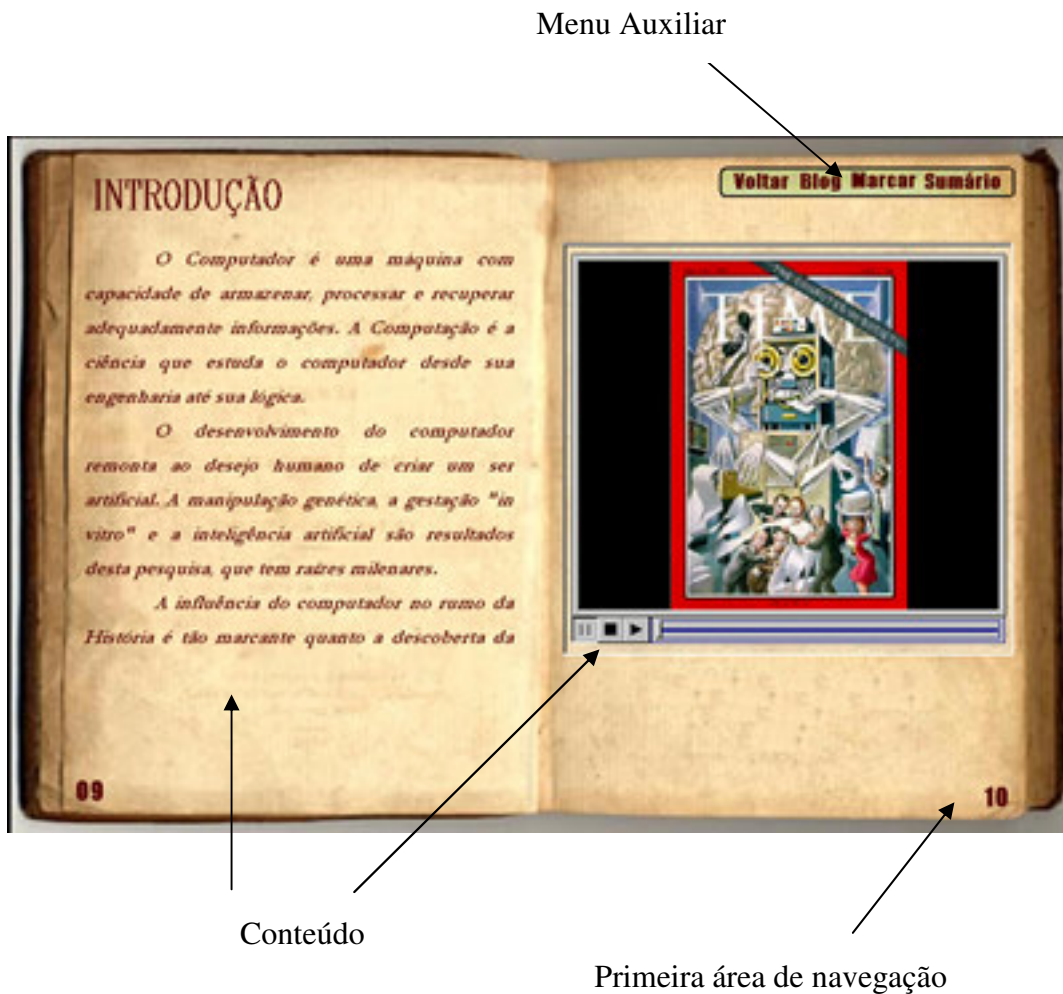 Menu Auxiliar
INTRODUÇÃO
O Computador é uma máquina com
capacidade de armazenar, processar e recuperar
adequadamente informações. A Computação é a
ciência que estuda o computador desde sua
engenharia até sua lógica.
O desenvolvimento do computador
remonta ao desejo humano de criar um ser
artificial. A manipulação genética, a gestação "in
vitro" e a inteligência artificial são resultados
desta pesquisa, que tem raízes milenares.
A influência do computador no rumo da
História é tão marcante quanto a descoberta da
09
Voltar Blog Marcar Sumário
TIME
10
Conteúdo
Primeira área de navegação